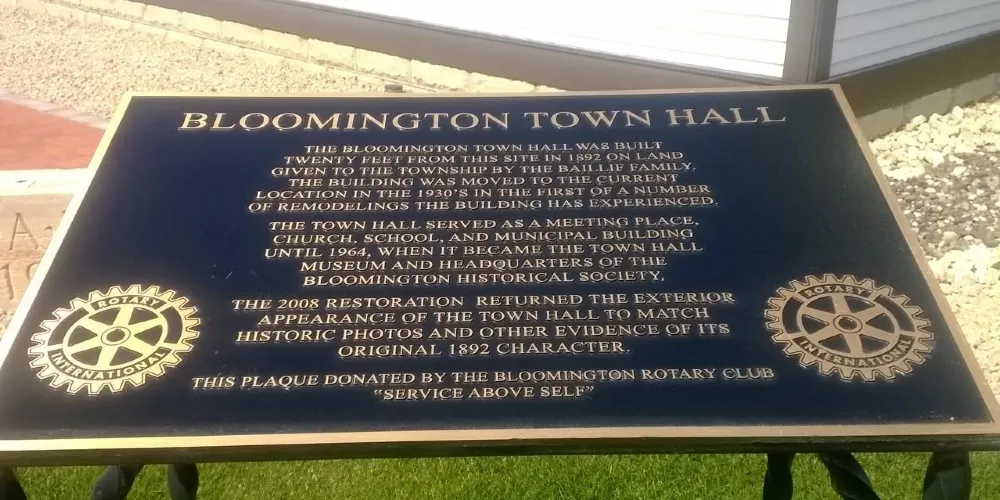 BLOOMINGTON TOWN HALL
THE BLOOMINGTON TOWN HALL WAS BUILT
TWENTY FEET FROM THIS SITE IN 1892 ON LAND
GIVEN TO THE TOWNSHIP BY THE BAILLIF FAMILY.
THE BUILDING WAS MOVED TO THE CURRENT
LOCATION IN THE 1930'S IN THE FIRST OF A NUMBER
OF REMODELINGS THE BUILDING HAS EXPERIENCED.
THE TOWN HALL SERVED AS A MEETING PLACE,
CHURCH, SCHOOL, AND MUNICIPAL BUILDING
UNTIL 1964, WHEN IT BECAME THE TOWN HALL
MUSEUM AND HEADQUARTERS OF THE
BLOOMINGTON HISTORICAL SOCIETY,
THE 2008 RESTORATION RETURNED THE EXTERIOR
APPEARANCE OF THE TOWN HALL TO MATCH
HISTORIC PHOTOS AND OTHER EVIDENCE OF ITS
ORIGINAL 1892 CHARACTER.
THIS PLAQUE DONATED BY THE BLOOMINGTON ROTARY CLUB
"SERVICE ABOVE SELF"
ROTARY
INTERNATIONAL
ROTARY
INTERNATIONAL